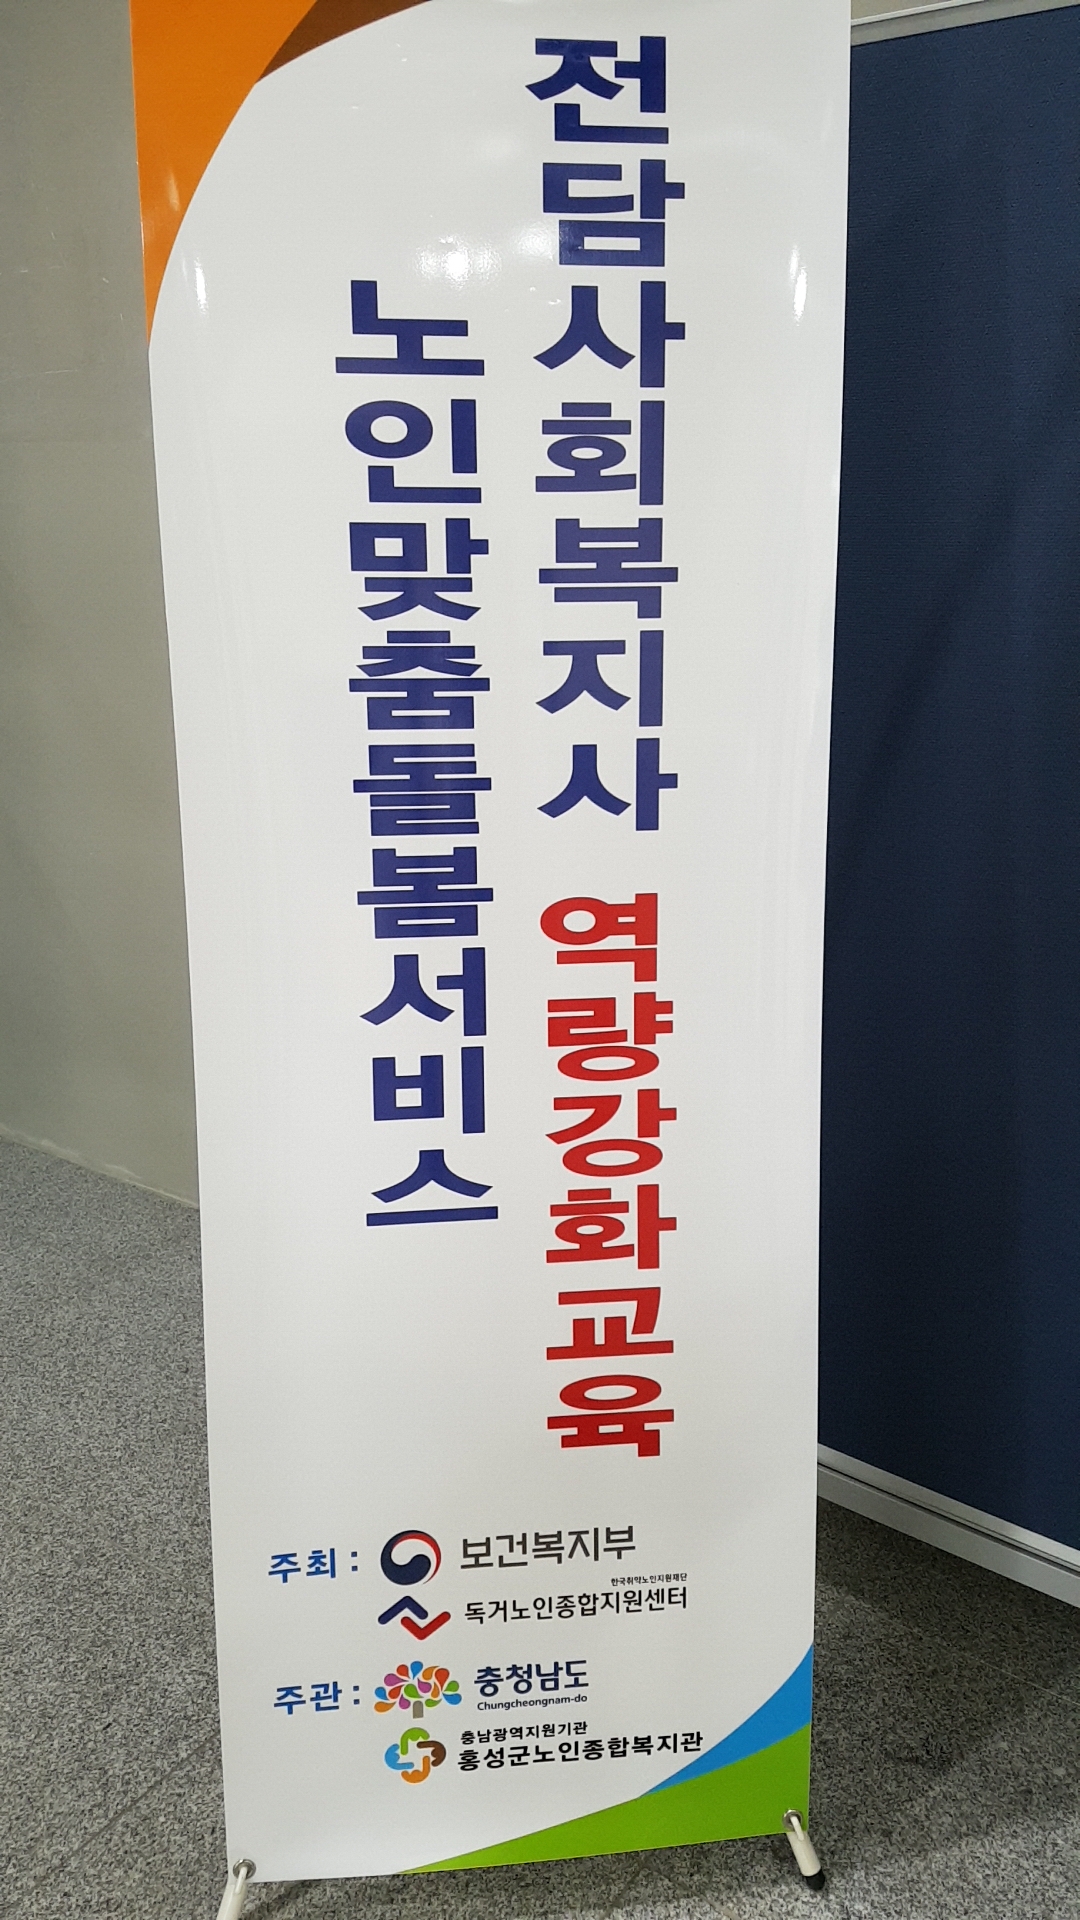 노인맞춤돌봄서비스
전담사회복지사 역량강화교육
주최 : 보건복지부
한국취약노인지원재단
독거노인종합지원센터
주관 : 충청남도
Chungcheongnam-do
충남광역지원기관
홍성군노인종합복지관